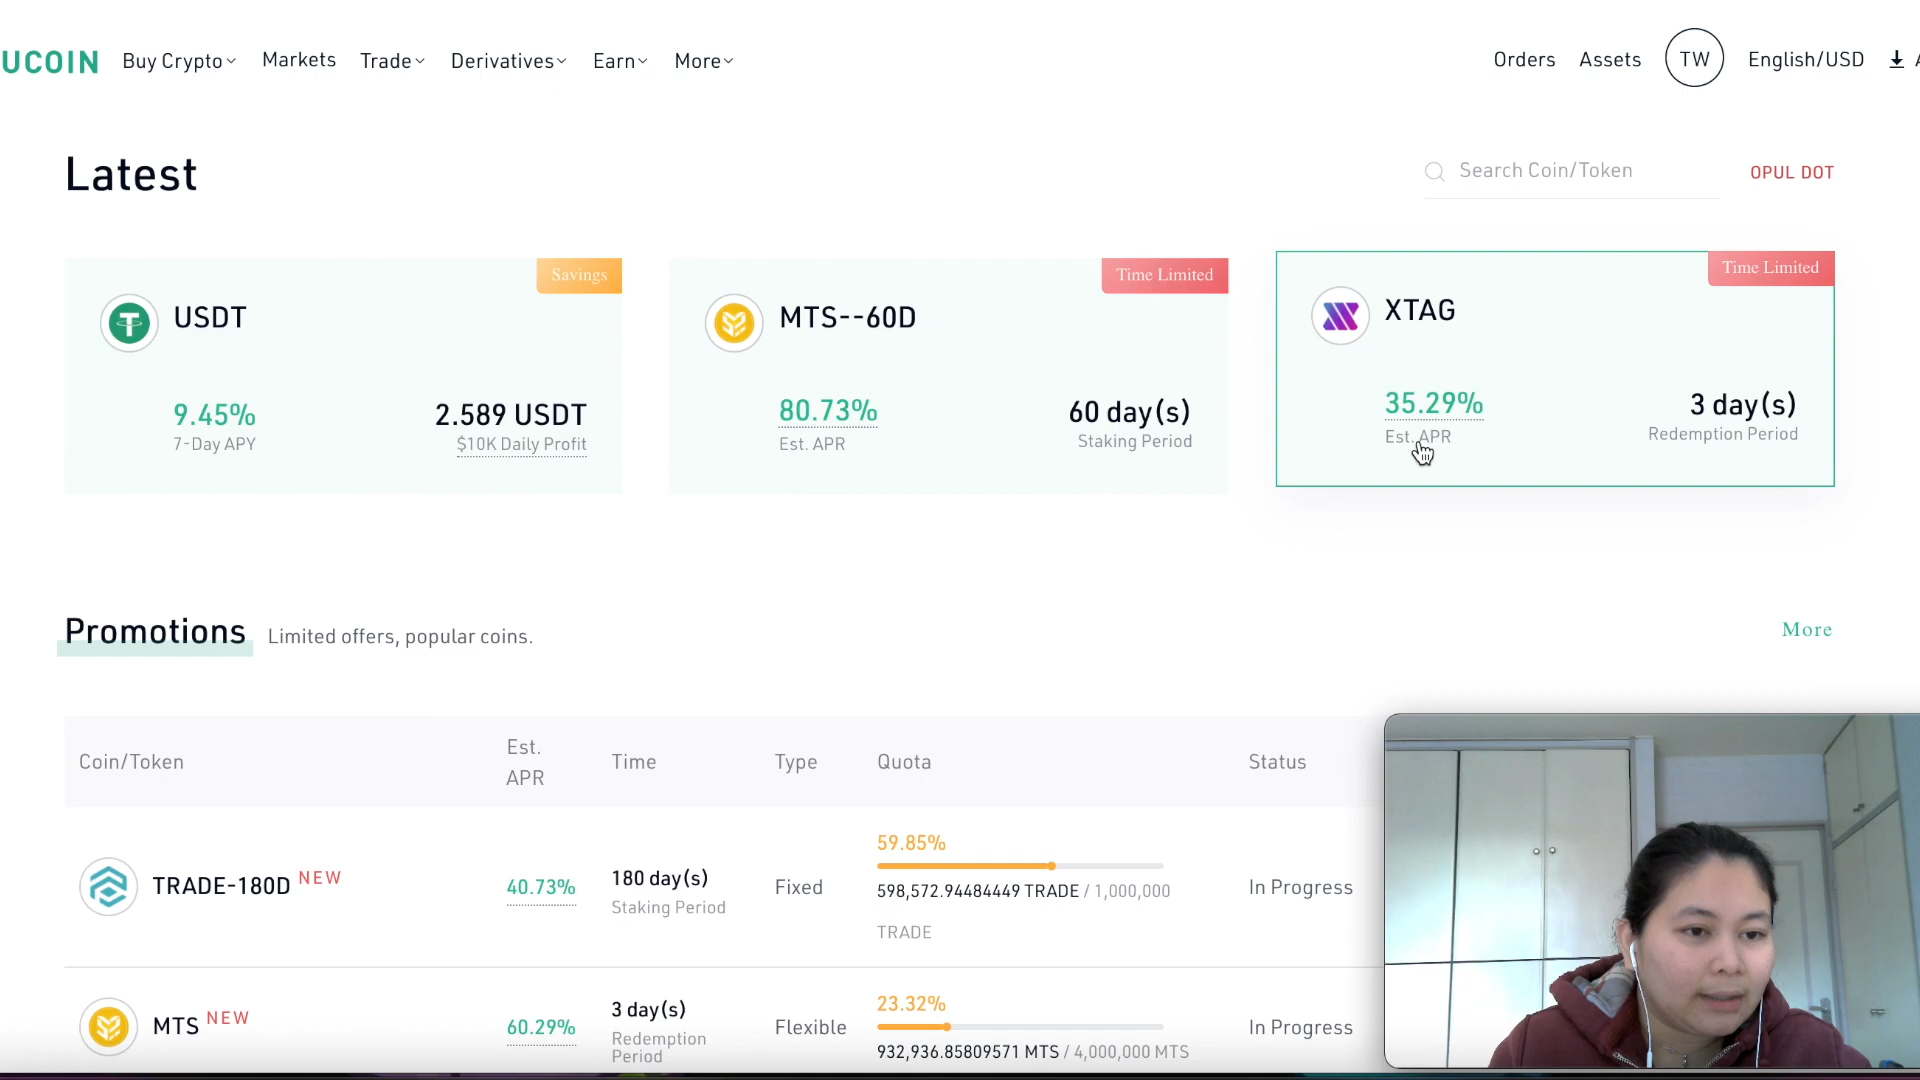 UCOIN Buy Crypto Markets Trade Derivatives Earn More Orders Assets TW English/USD
Latest
Search Coin/Token OPUL DOT
Savings
USDT
9.45% 2.589 USDT
7-Day APY $10K Daily Profit
Time Limited
MTS--60D
80.73% 60 day(s)
Est. APR Staking Period
Time Limited
XTAG
35.29% 3 day(s)
Est. APR Redemption Period
Promotions Limited offers, popular coins. More
Coin/Token Est. APR Time Type Quota Status
TRADE-180D NEW 40.73% 180 day(s) Fixed 59.85% In Progress
Staking Period 598,572.94484449 TRADE / 1,000,000
TRADE
MTS NEW 60.29% 3 day(s) Flexible 23.32% In Progress
Redemption 932,936.85809571 MTS / 4,000,000 MTS
Period